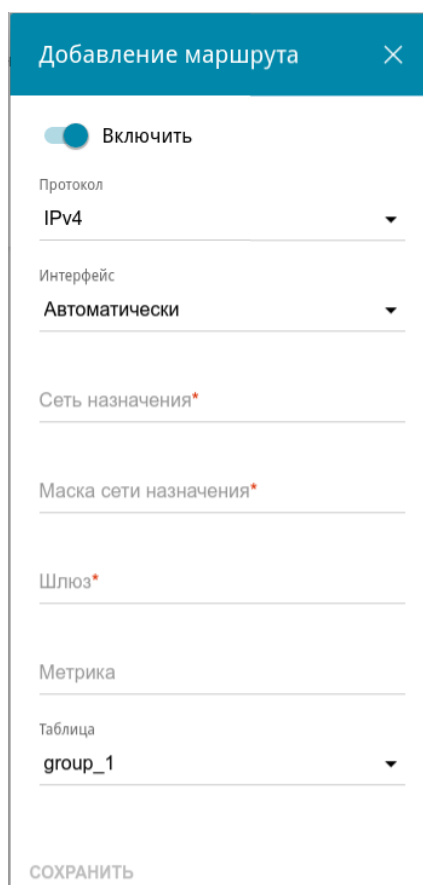 Добавление маршрута
Включить
Протокол
IPv4
Интерфейс
Автоматически
Сеть назначения*
Маска сети назначения*
Шлюз*
Метрика
Таблица
group_1
СОХРАНИТЬ